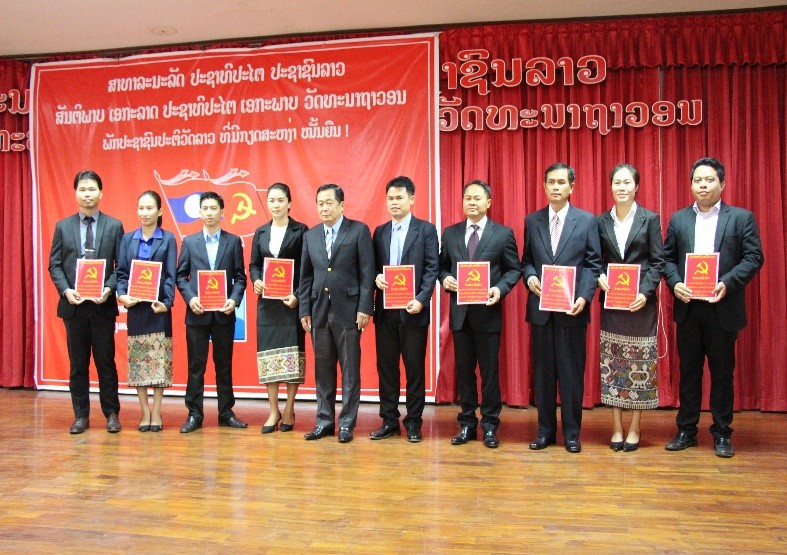 ສາທາລະນະລັດ ປະຊາທິປະໄຕ ປະຊາຊົນລາວ
ສັນຕິພາບ ເອກະລາດ ປະຊາທິປະໄຕ ເອກະພາບ ວັດທະນາຖາວອນ
ພັກປະຊາຊົນປະຕິວັດລາວ ທີ່ມີກຽດສະຫງ່າ ໝັ້ນຍືນ !
ຊາຊົນລາວ
ວັດທະນາຖາວອນ